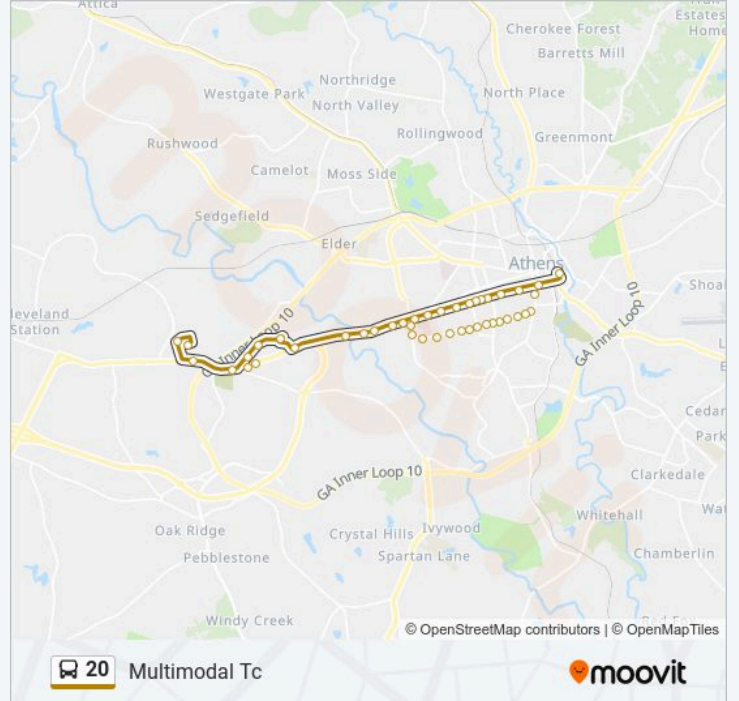 Attica
Estates
Home
Cherokee Forest
Barretts Mill
Northridge
Westgate Park
North Valley
North Place
Rushwood
Rollingwood
Greenmont
Camelot
Moss Side
Sedgefield
Elder
Athens
Shoal
GA Inner Loop 10
Inner Loop 10
leveland
Station
Cedar
Park
GA Inner Loop 10
Clarkedale
Wat
Oak Ridge
Crystal Hills
Ivywood
Whitehall
Pebblestone
Spartan Lane
Chamberlin
Windy Creek
© OpenStreetMap contributors | © OpenMapTiles
20 Multimodal Tc
moovit